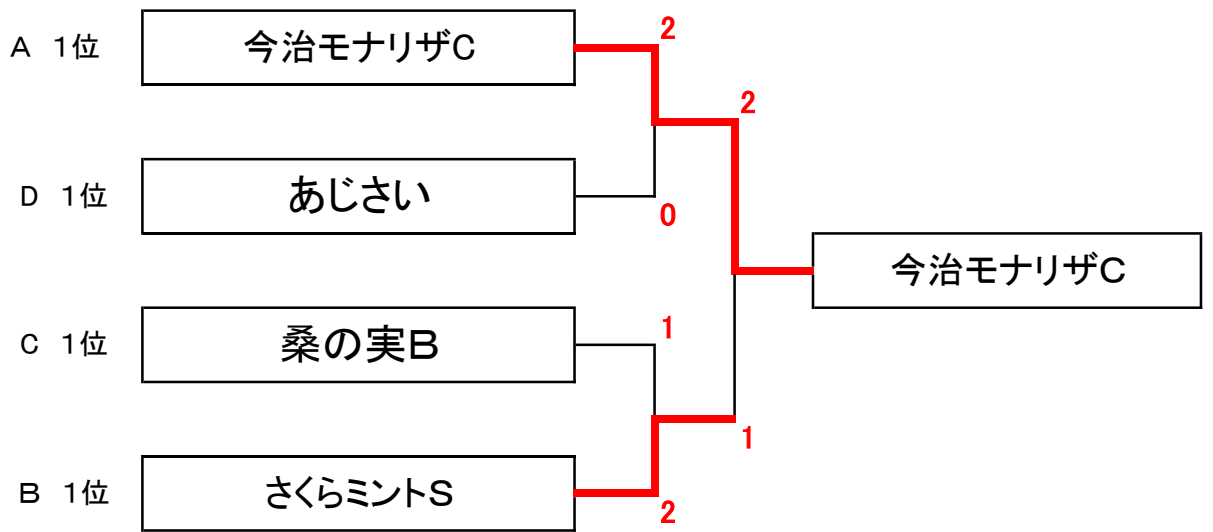 A 1位 今治モナリザC 2
2
D 1位 あじさい 0
今治モナリザC
C 1位 桑の実B 1
1
B 1位 さくらミントS 2